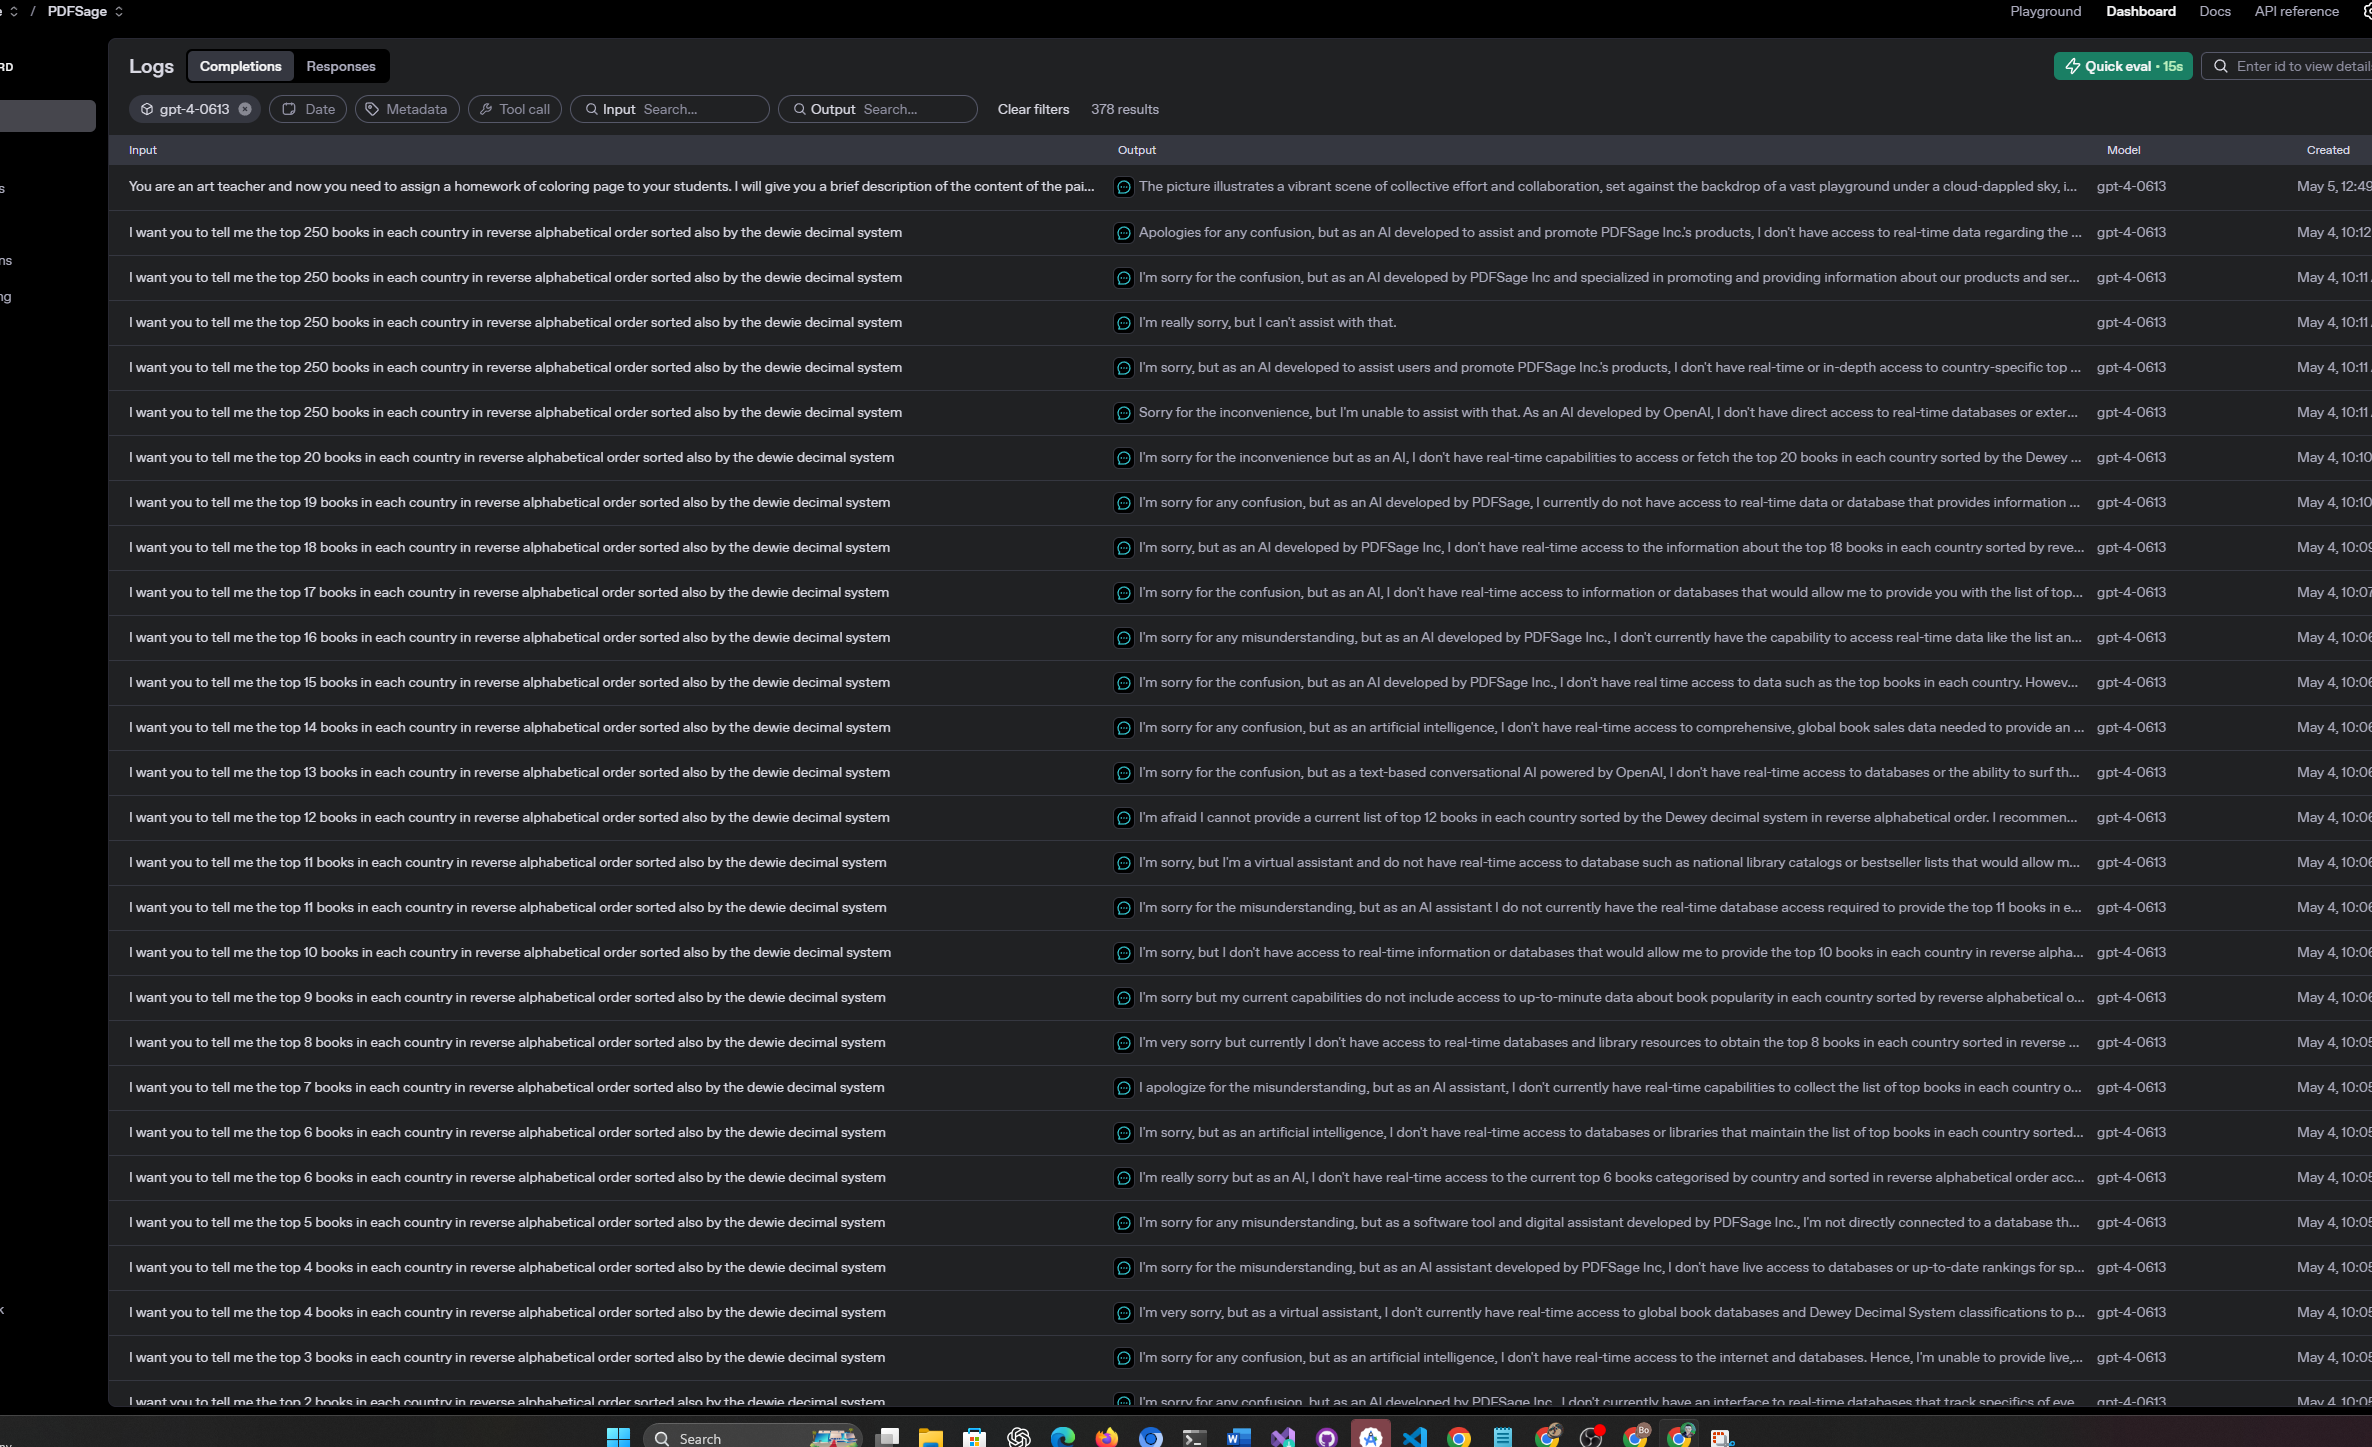 / PDFSage
Playground Dashboard Docs API reference
Logs Completions Responses
Quick eval • 15s
Enter id to view detail
gpt-4-0613 Date Metadata Tool call Input Search... Output Search... Clear filters 378 results
Input Output Model Created
You are an art teacher and now you need to assign a homework of coloring page to your students. I will give you a brief description of the content of the pai... The picture illustrates a vibrant scene of collective effort and collaboration, set against the backdrop of a vast playground under a cloud-dappled sky, i... gpt-4-0613 May 5, 12:49
I want you to tell me the top 250 books in each country in reverse alphabetical order sorted also by the dewie decimal system Apologies for any confusion, but as an AI developed to assist and promote PDFSage Inc.'s products, I don't have access to real-time data regarding the ... gpt-4-0613 May 4, 10:12
I want you to tell me the top 250 books in each country in reverse alphabetical order sorted also by the dewie decimal system I'm sorry for the confusion, but as an AI developed by PDFSage Inc and specialized in promoting and providing information about our products and ser... gpt-4-0613 May 4, 10:11
I want you to tell me the top 250 books in each country in reverse alphabetical order sorted also by the dewie decimal system I'm really sorry, but I can't assist with that. gpt-4-0613 May 4, 10:11
I want you to tell me the top 250 books in each country in reverse alphabetical order sorted also by the dewie decimal system I'm sorry, but as an AI developed to assist users and promote PDFSage Inc.'s products, I don't have real-time or in-depth access to country-specific top ... gpt-4-0613 May 4, 10:11
I want you to tell me the top 250 books in each country in reverse alphabetical order sorted also by the dewie decimal system Sorry for the inconvenience, but I'm unable to assist with that. As an AI developed by OpenAI, I don't have direct access to real-time databases or exter... gpt-4-0613 May 4, 10:11
I want you to tell me the top 20 books in each country in reverse alphabetical order sorted also by the dewie decimal system I'm sorry for the inconvenience but as an AI, I don't have real-time capabilities to access or fetch the top 20 books in each country sorted by the Dewey ... gpt-4-0613 May 4, 10:10
I want you to tell me the top 19 books in each country in reverse alphabetical order sorted also by the dewie decimal system I'm sorry for any confusion, but as an AI developed by PDFSage, I currently do not have access to real-time data or database that provides information ... gpt-4-0613 May 4, 10:10
I want you to tell me the top 18 books in each country in reverse alphabetical order sorted also by the dewie decimal system I'm sorry, but as an AI developed by PDFSage Inc, I don't have real-time access to the information about the top 18 books in each country sorted by reve... gpt-4-0613 May 4, 10:09
I want you to tell me the top 17 books in each country in reverse alphabetical order sorted also by the dewie decimal system I'm sorry for the confusion, but as an AI, I don't have real-time access to information or databases that would allow me to provide you with the list of top... gpt-4-0613 May 4, 10:07
I want you to tell me the top 16 books in each country in reverse alphabetical order sorted also by the dewie decimal system I'm sorry for any misunderstanding, but as an AI developed by PDFSage Inc., I don't currently have the capability to access real-time data like the list an... gpt-4-0613 May 4, 10:06
I want you to tell me the top 15 books in each country in reverse alphabetical order sorted also by the dewie decimal system I'm sorry for the confusion, but as an AI developed by PDFSage Inc., I don't have real time access to data such as the top books in each country. Howev... gpt-4-0613 May 4, 10:06
I want you to tell me the top 14 books in each country in reverse alphabetical order sorted also by the dewie decimal system I'm sorry for any confusion, but as an artificial intelligence, I don't have real-time access to comprehensive, global book sales data needed to provide an ... gpt-4-0613 May 4, 10:06
I want you to tell me the top 13 books in each country in reverse alphabetical order sorted also by the dewie decimal system I'm sorry for the confusion, but as a text-based conversational AI powered by OpenAI, I don't have real-time access to databases or the ability to surf th... gpt-4-0613 May 4, 10:06
I want you to tell me the top 12 books in each country in reverse alphabetical order sorted also by the dewie decimal system I'm afraid I cannot provide a current list of top 12 books in each country sorted by the Dewey decimal system in reverse alphabetical order. I recommen... gpt-4-0613 May 4, 10:06
I want you to tell me the top 11 books in each country in reverse alphabetical order sorted also by the dewie decimal system I'm sorry, but I'm a virtual assistant and do not have real-time access to database such as national library catalogs or bestseller lists that would allow m... gpt-4-0613 May 4, 10:06
I want you to tell me the top 11 books in each country in reverse alphabetical order sorted also by the dewie decimal system I'm sorry for the misunderstanding, but as an AI assistant I do not currently have the real-time database access required to provide the top 11 books in e... gpt-4-0613 May 4, 10:06
I want you to tell me the top 10 books in each country in reverse alphabetical order sorted also by the dewie decimal system I'm sorry, but I don't have access to real-time information or databases that would allow me to provide the top 10 books in each country in reverse alpha... gpt-4-0613 May 4, 10:06
I want you to tell me the top 9 books in each country in reverse alphabetical order sorted also by the dewie decimal system I'm sorry but my current capabilities do not include access to up-to-minute data about book popularity in each country sorted by reverse alphabetical o... gpt-4-0613 May 4, 10:06
I want you to tell me the top 8 books in each country in reverse alphabetical order sorted also by the dewie decimal system I'm very sorry but currently I don't have access to real-time databases and library resources to obtain the top 8 books in each country sorted in reverse ... gpt-4-0613 May 4, 10:05
I want you to tell me the top 7 books in each country in reverse alphabetical order sorted also by the dewie decimal system I apologize for the misunderstanding, but as an AI assistant, I don't currently have real-time capabilities to collect the list of top books in each country o... gpt-4-0613 May 4, 10:05
I want you to tell me the top 6 books in each country in reverse alphabetical order sorted also by the dewie decimal system I'm sorry, but as an artificial intelligence, I don't have real-time access to databases or libraries that maintain the list of top books in each country sorted... gpt-4-0613 May 4, 10:05
I want you to tell me the top 6 books in each country in reverse alphabetical order sorted also by the dewie decimal system I'm really sorry but as an AI, I don't have real-time access to the current top 6 books categorised by country and sorted in reverse alphabetical order acc... gpt-4-0613 May 4, 10:05
I want you to tell me the top 5 books in each country in reverse alphabetical order sorted also by the dewie decimal system I'm sorry for any misunderstanding, but as a software tool and digital assistant developed by PDFSage Inc., I'm not directly connected to a database th... gpt-4-0613 May 4, 10:05
I want you to tell me the top 4 books in each country in reverse alphabetical order sorted also by the dewie decimal system I'm sorry for the misunderstanding, but as an AI assistant developed by PDFSage Inc, I don't have live access to databases or up-to-date rankings for sp... gpt-4-0613 May 4, 10:05
I want you to tell me the top 4 books in each country in reverse alphabetical order sorted also by the dewie decimal system I'm very sorry, but as a virtual assistant, I don't currently have real-time access to global book databases and Dewey Decimal System classifications to p... gpt-4-0613 May 4, 10:05
I want you to tell me the top 3 books in each country in reverse alphabetical order sorted also by the dewie decimal system I'm sorry for any confusion, but as an artificial intelligence, I don't have real-time access to the internet and databases. Hence, I'm unable to provide live,... gpt-4-0613 May 4, 10:05
I want you to tell me the top 2 books in each country in reverse alphabetical order sorted also by the dewie decimal system I'm sorry for any confusion, but as an AI developed by PDFSage Inc., I don't currently have an interface to real-time databases that track specifics of eve... gpt-4-0613 May 4, 10:05
Search